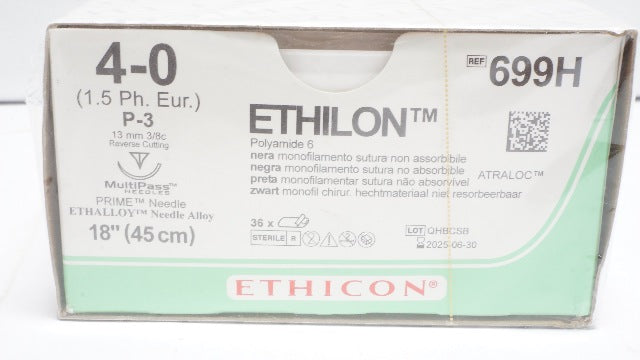 4-0
(1.5 Ph. Eur.)
P-3
13 mm 3/8c
Reverse Cutting
MultiPass™
NEEDLES
PRIME™ Needle
ETHALLOY™ Needle Alloy
18" (45 cm)
ETHILON™
Polyamide 6
nera monofilamento sutura non assorbibile
negra monofilamento sutura no absorbible
preta monofilamentar sutura não absorvível
zwart monofil chirur. hechtmateriaal niet resorbeerbaar
36 x
STERILE R
REF 699H
ATRALOC™
LOT QHBCSB
2025-06-30
ETHICON®